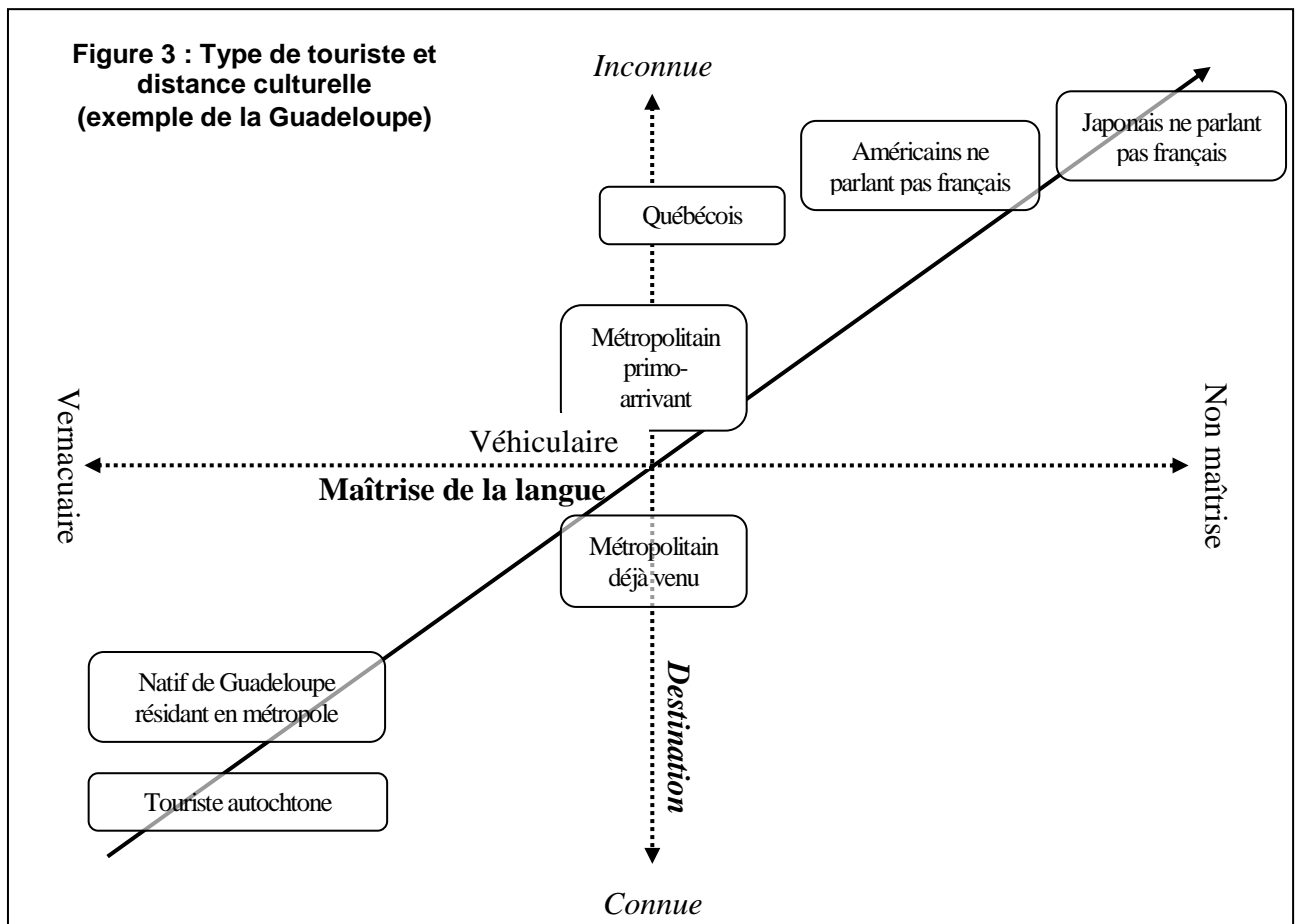 Figure 3 : Type de touriste et
distance culturelle
(exemple de la Guadeloupe)
Inconnue
Japonais ne parlant
pas français
Américains ne
parlant pas français
Québécois
Métropolitain
primo-
arrivant
Vernacuaire
Véhiculaire
Non maîtrise
Maîtrise de la langue
Métropolitain
déjà venu
Destination
Natif de Guadeloupe
résidant en métropole
Touriste autochtone
Connue